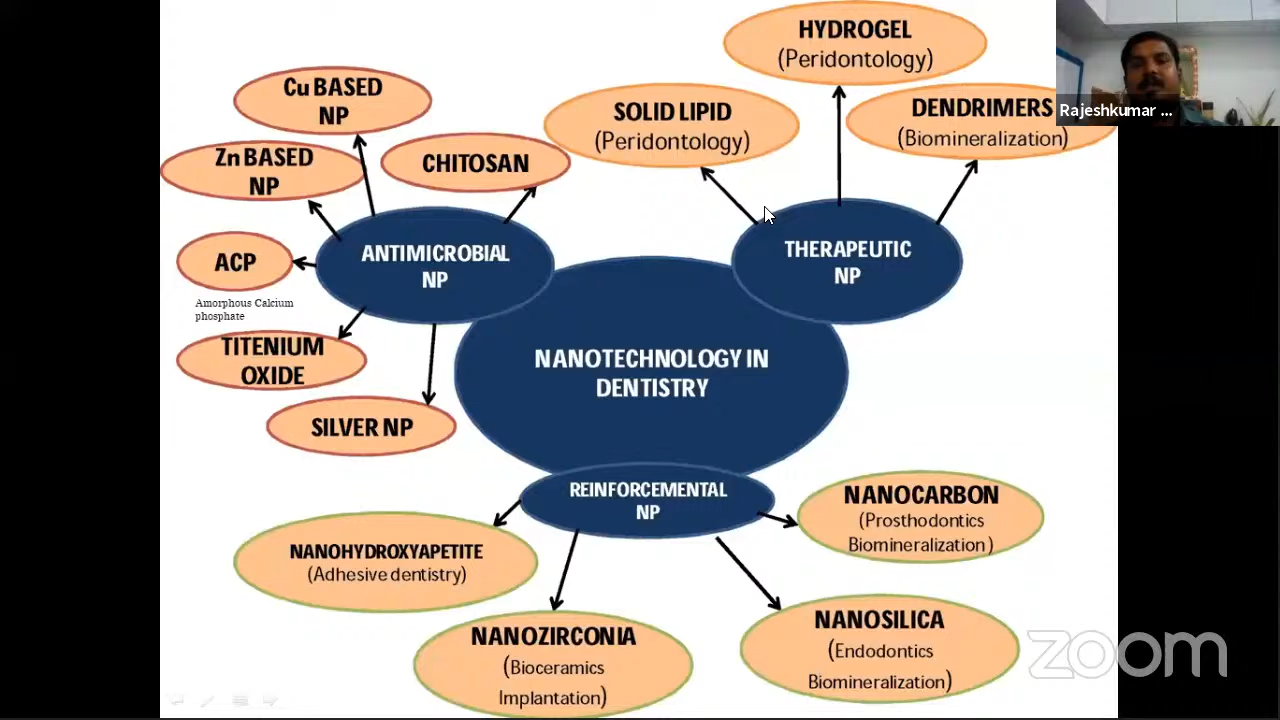 HYDROGEL
(Peridontology)
Rajeshkumar ...
Cu BASED
NP
SOLID LIPID
(Peridontology)
DENDRIMERS
(Biomineralization)
Zn BASED
NP
CHITOSAN
ANTIMICROBIAL
NP
THERAPEUTIC
NP
ACP
Amorphous Calcium
phosphate
TITENIUM
OXIDE
NANOTECHNOLOGY IN
DENTISTRY
SILVER NP
REINFORCEMENTAL
NP
NANOCARBON
(Prosthodontics
Biomineralization)
NANOHYDROXYAPETITE
(Adhesive dentistry)
NANOZIRCONIA
(Bioceramics
Implantation)
NANOSILICA
(Endodontics
Biomineralization)
zoom